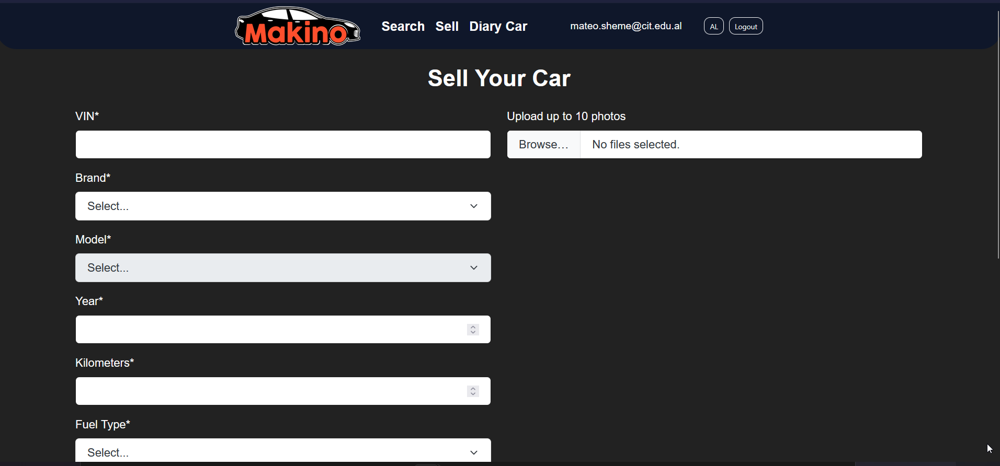 Makino
Search Sell Diary Car
mateo.sheme@cit.edu.al
AL
Logout
Sell Your Car
VIN*
Upload up to 10 photos
Browse... No files selected.
Brand*
Select...
Model*
Select...
Year*
Kilometers*
Fuel Type*
Select...